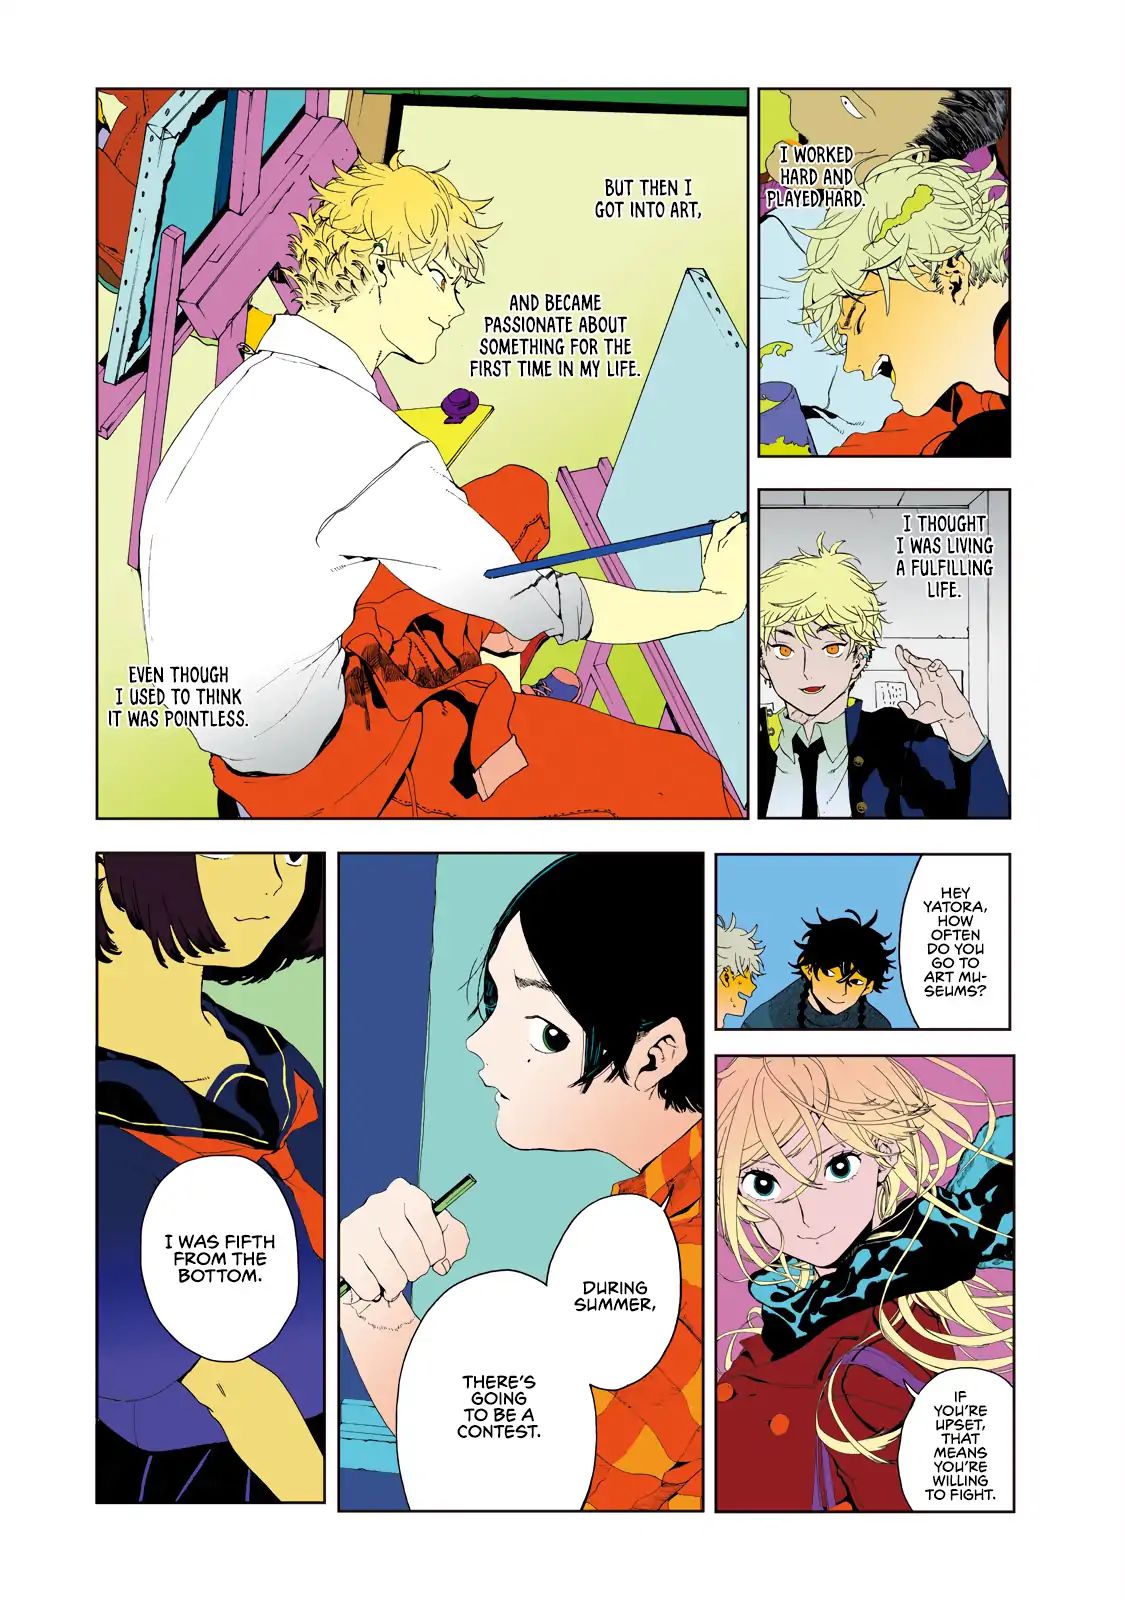 I WORKED
HARD AND
PLAYED HARD.
I THOUGHT
I WAS LIVING
A FULFILLING
LIFE.
BUT THEN I
GOT INTO ART,
AND BECAME
PASSIONATE ABOUT
SOMETHING FOR THE
FIRST TIME IN MY LIFE.
EVEN THOUGH
I USED TO THINK
IT WAS POINTLESS.
HEY
YATORA,
HOW
OFTEN
DO YOU
GO TO
ART MU-
SEUMS?
IF
YOU'RE
UPSET,
THAT
MEANS
YOU'RE
WILLING
TO FIGHT.
DURING
SUMMER,
THERE'S
GOING
TO BE A
CONTEST.
I WAS FIFTH
FROM THE
BOTTOM.